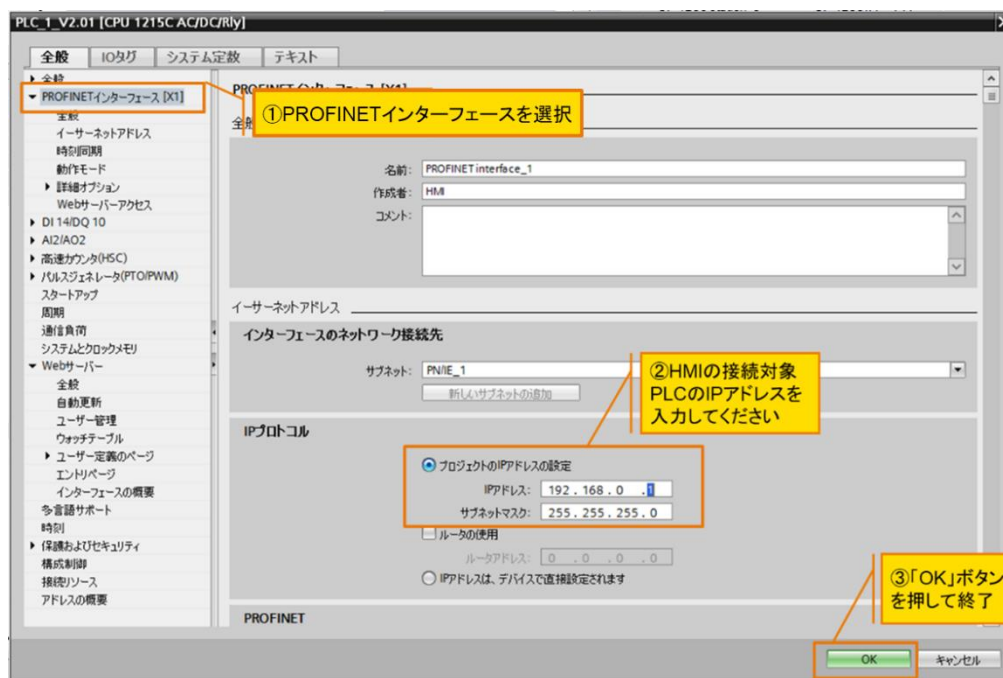 PLC_1_V2.01 [CPU 1215C AC/DC/Rly]
全般
IOタグ
システム定数
テキスト
全般
PROFINETインターフェース [X1]
全般
イーサーネットアドレス
時刻同期
動作モード
詳細オプション
Webサーバーアクセス
DI 14/DQ 10
AI2/AO2
高速カウンタ(HSC)
パルスジェネレータ(PTO/PWM)
スタートアップ
周期
通信負荷
システムとクロックメモリ
Webサーバー
全般
自動更新
ユーザー管理
ウォッチテーブル
ユーザー定義のページ
エントリページ
インターフェースの概要
多言語サポート
時刻
保護およびセキュリティ
構成制御
接続リソース
アドレスの概要
①PROFINETインターフェースを選択
名前: PROFINET interface_1
作成者: HMI
コメント:
イーサーネットアドレス
インターフェースのネットワーク接続先
サブネット: PN/IE_1
新しいサブネットの追加
②HMIの接続対象
PLCのIPアドレスを
入力してください
IPプロトコル
プロジェクトのIPアドレスの設定
IPアドレス: 192 . 168 . 0 . 1
サブネットマスク: 255 . 255 . 255 . 0
ルータの使用
ルータアドレス: 0 . 0 . 0 . 0
IPアドレスは、デバイスで直接設定されます
PROFINET
③「OK」ボタン
を押して終了
OK
キャンセル